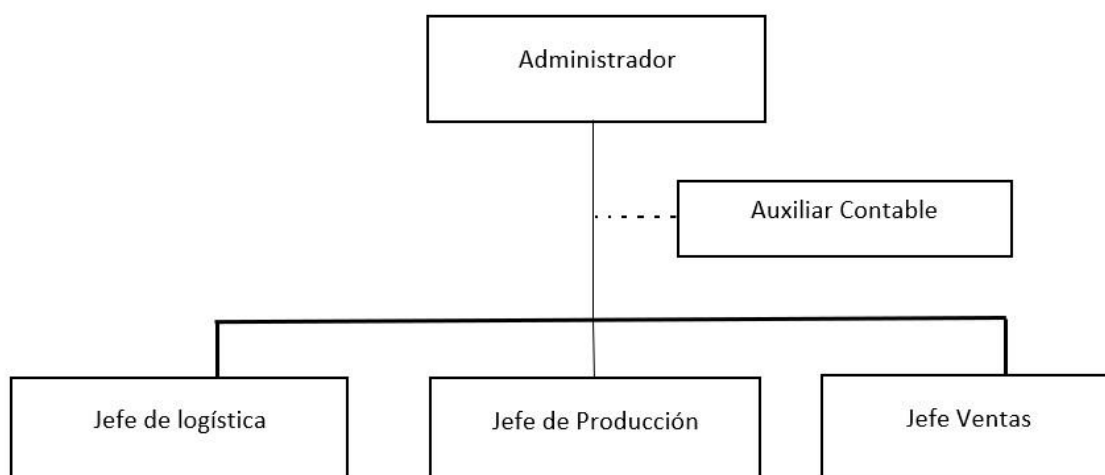 Administrador
Auxiliar Contable
Jefe de logística
Jefe de Producción
Jefe Ventas